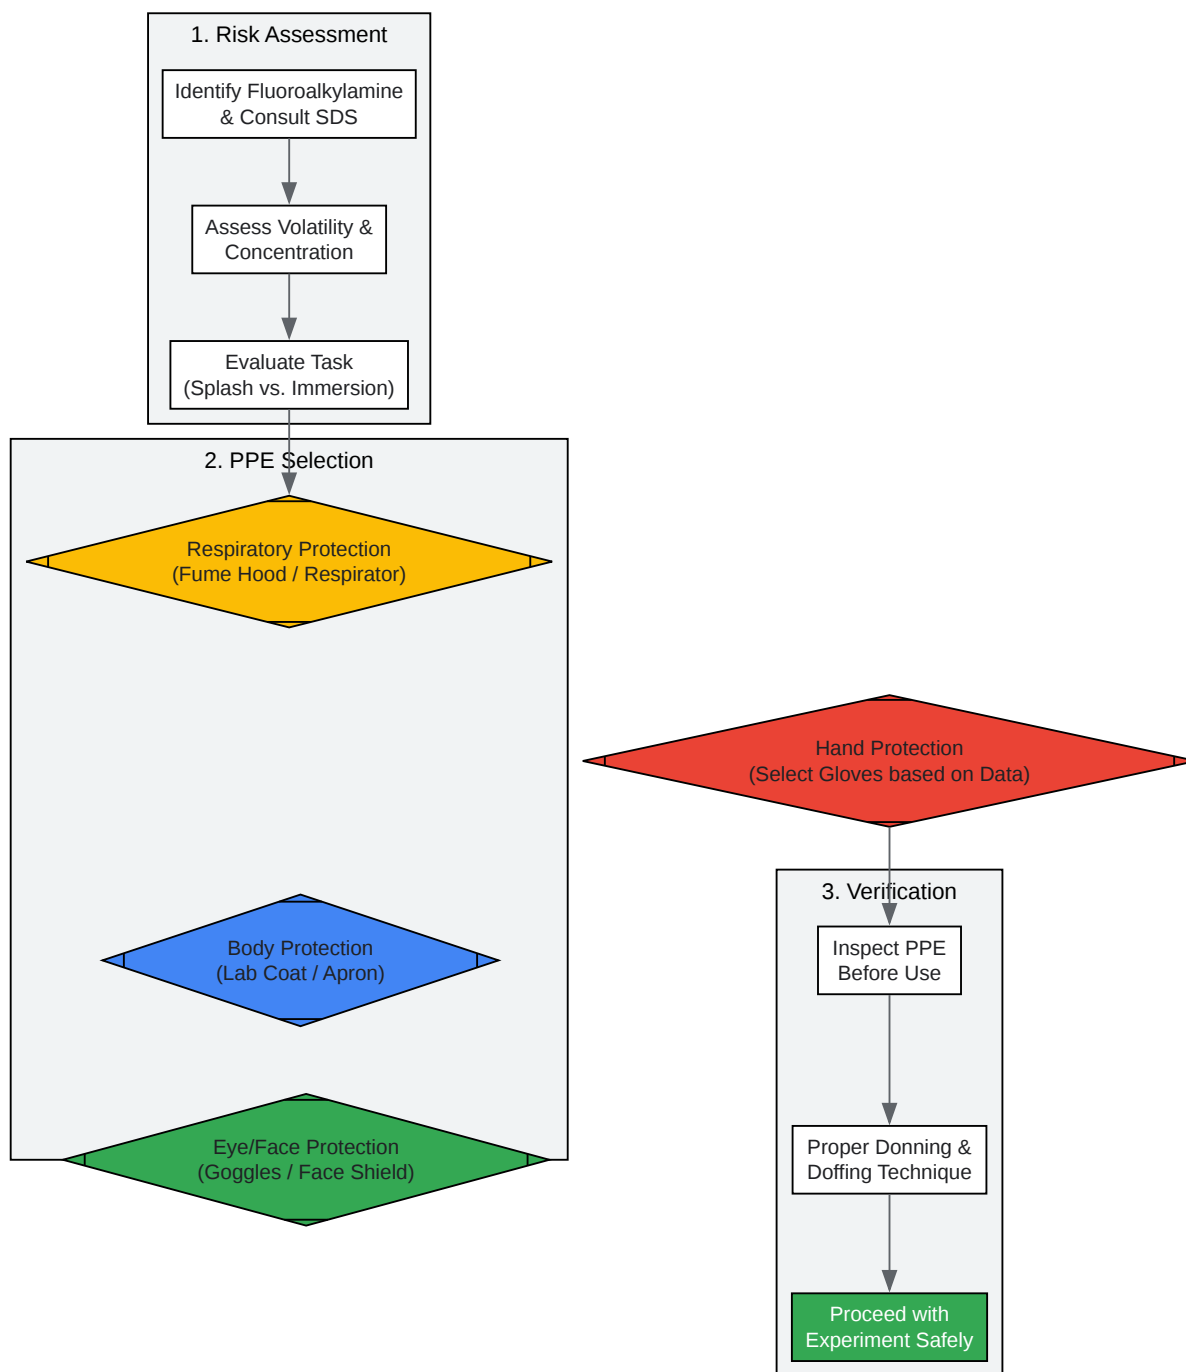 1. Risk Assessment
Identify Fluoroalkylamine
& Consult SDS
Assess Volatility &
Concentration
Evaluate Task
(Splash vs. Immersion)
2. PPE Selection
Respiratory Protection
(Fume Hood / Respirator)
Hand Protection
(Select Gloves based on Data)
Body Protection
(Lab Coat / Apron)
Eye/Face Protection
(Goggles / Face Shield)
3. Verification
Inspect PPE
Before Use
Proper Donning &
Doffing Technique
Proceed with
Experiment Safely